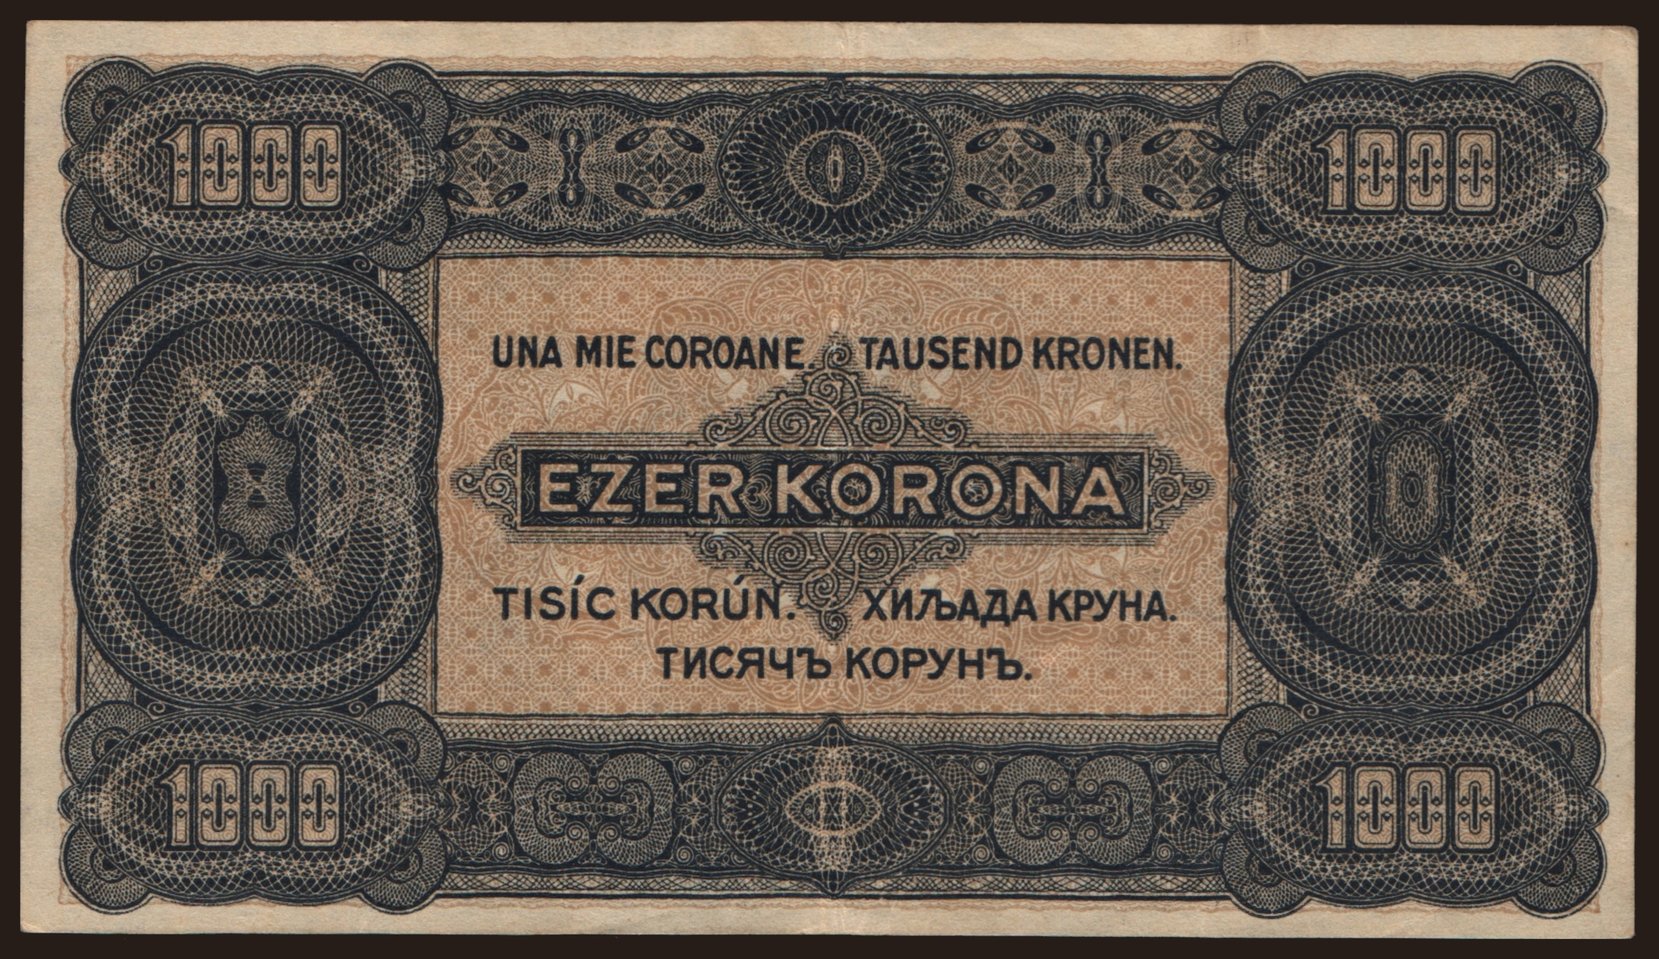 1000 1000
UNA MIE COROANE. TAUSEND KRONEN.
EZER KORONA
TISÍC KORÚN. ХИЉАДА КРУНА.
ТИСЯЧЪ КОРУНЪ.
1000 1000